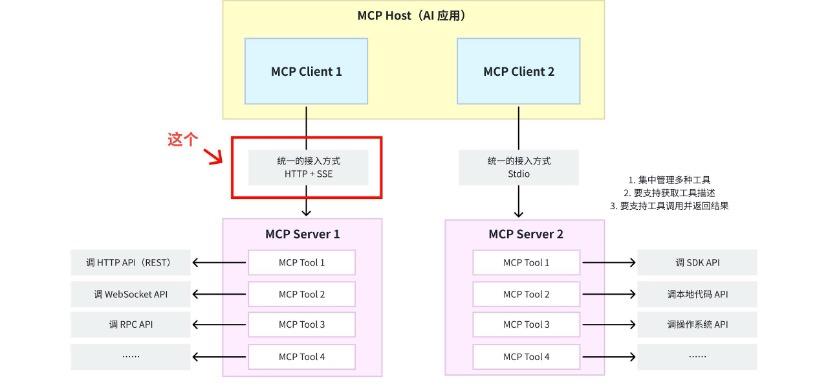 MCP Host（AI 应用）
MCP Client 1
MCP Client 2
这个
统一的接入方式
HTTP + SSE
统一的接入方式
Stdio
1. 集中管理多种工具
2. 要支持获取工具描述
3. 要支持工具调用并返回结果
MCP Server 1
MCP Server 2
调 HTTP API（REST）
MCP Tool 1
MCP Tool 1
调 SDK API
调 WebSocket API
MCP Tool 2
MCP Tool 2
调本地代码 API
调 RPC API
MCP Tool 3
MCP Tool 3
调操作系统 API
……
MCP Tool 4
MCP Tool 4
……